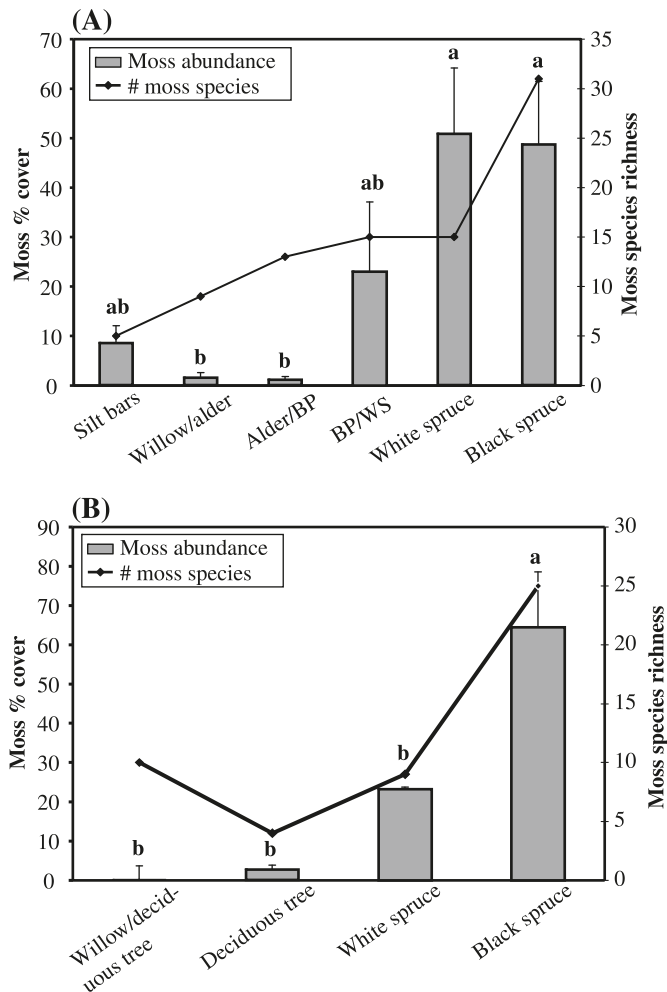 (A)
70
60
50
40
30
20
10
0
Moss % cover
Moss abundance
# moss species
ab
b
b
ab
a
a
35
30
25
20
15
10
5
0
Moss species richness
Silt bars
Willow/alder
Alder/BP
BP/WS
White spruce
Black spruce
(B)
90
80
70
60
50
40
30
20
10
0
Moss % cover
Moss abundance
# moss species
b
b
b
a
30
25
20
15
10
5
0
Moss species richness
Willow/decid-
uous tree
Deciduous tree
White spruce
Black spruce